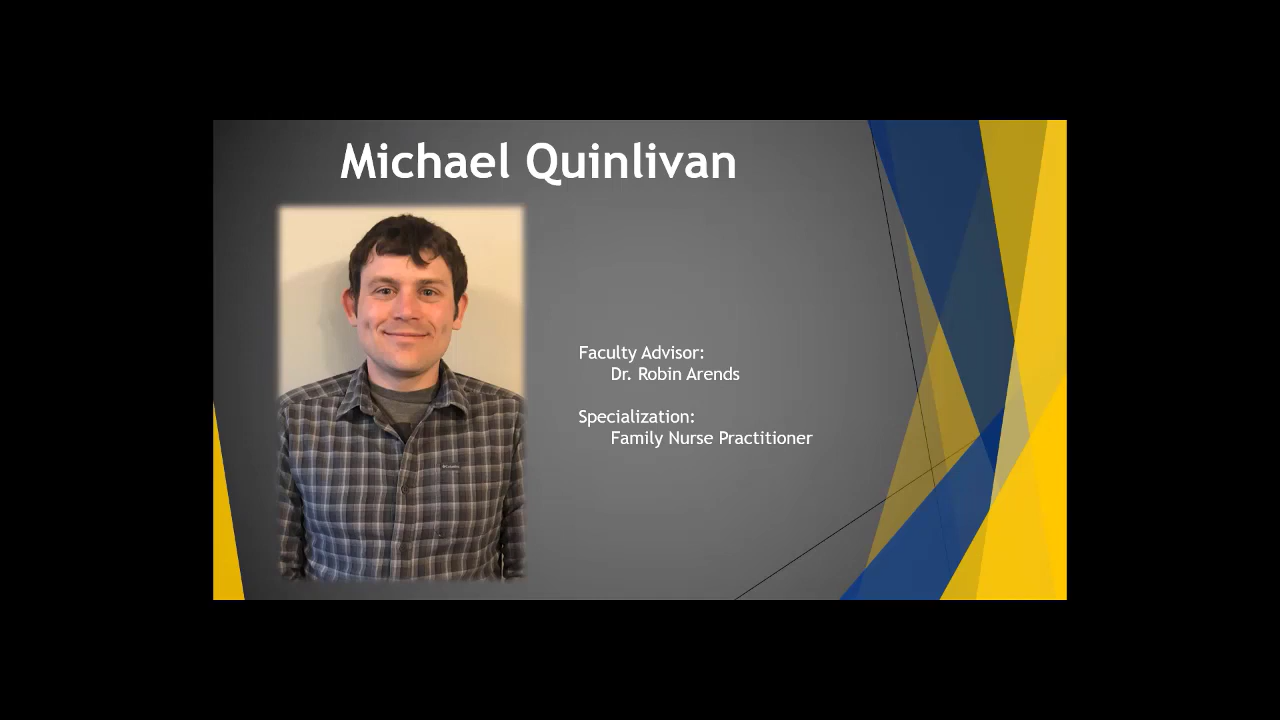 Michael Quinlivan
Faculty Advisor:
Dr. Robin Arends
Specialization:
Family Nurse Practitioner